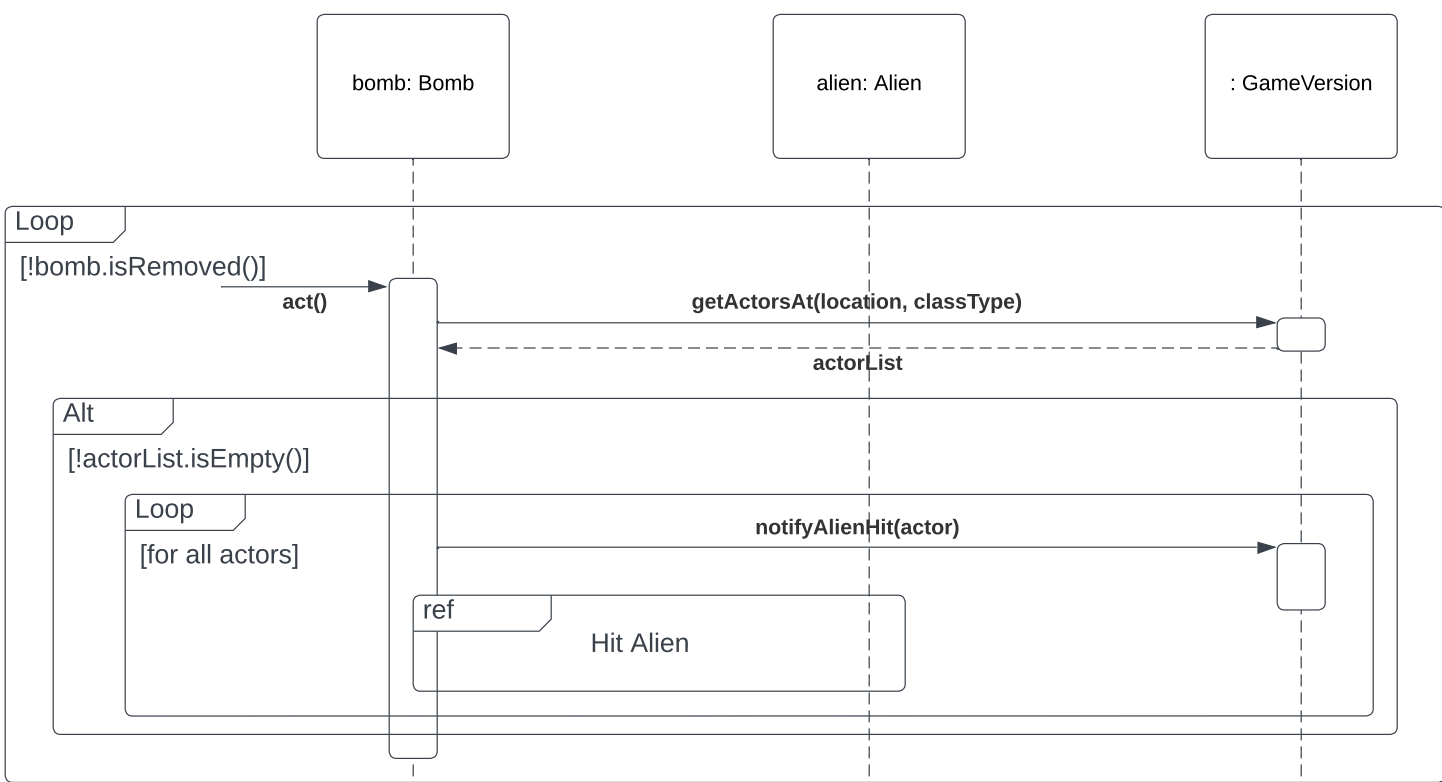 bomb: Bomb
alien: Alien
: GameVersion
Loop
[!bomb.isRemoved()]
act()
getActorsAt(location, classType)
actorList
Alt
[!actorList.isEmpty()]
Loop
[for all actors]
notifyAlienHit(actor)
ref
Hit Alien